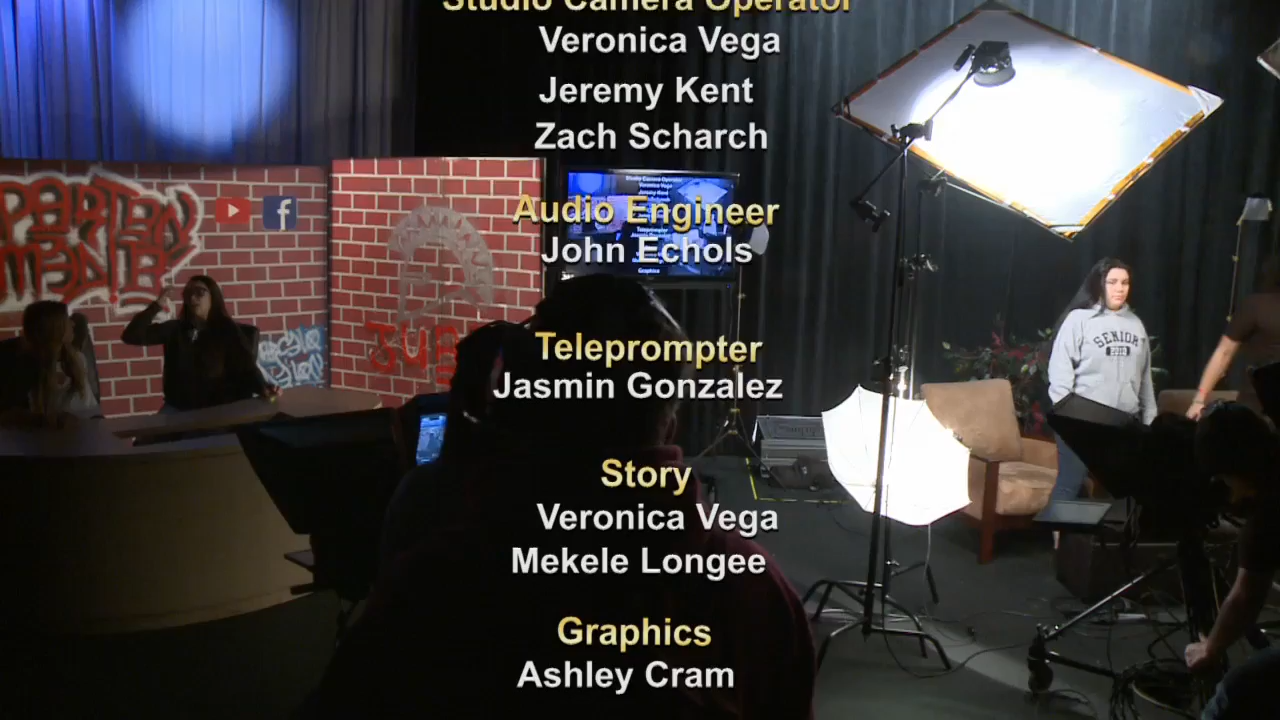 Studio Camera Operator
Veronica Vega
Jeremy Kent
Zach Scharch
Audio Engineer
John Echols
Teleprompter
Jasmin Gonzalez
Story
Veronica Vega
Mekele Longee
Graphics
Ashley Cram
SENIOR